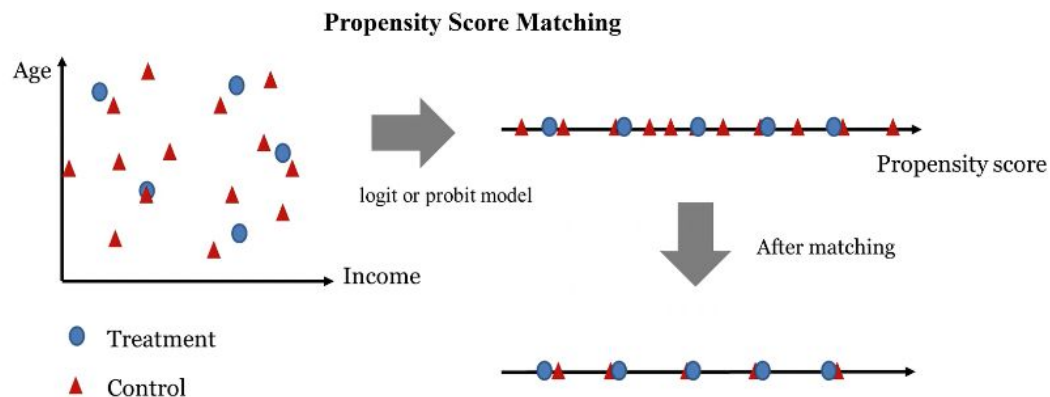 Propensity Score Matching
Age
Income
Treatment
Control
logit or probit model
Propensity score
After matching